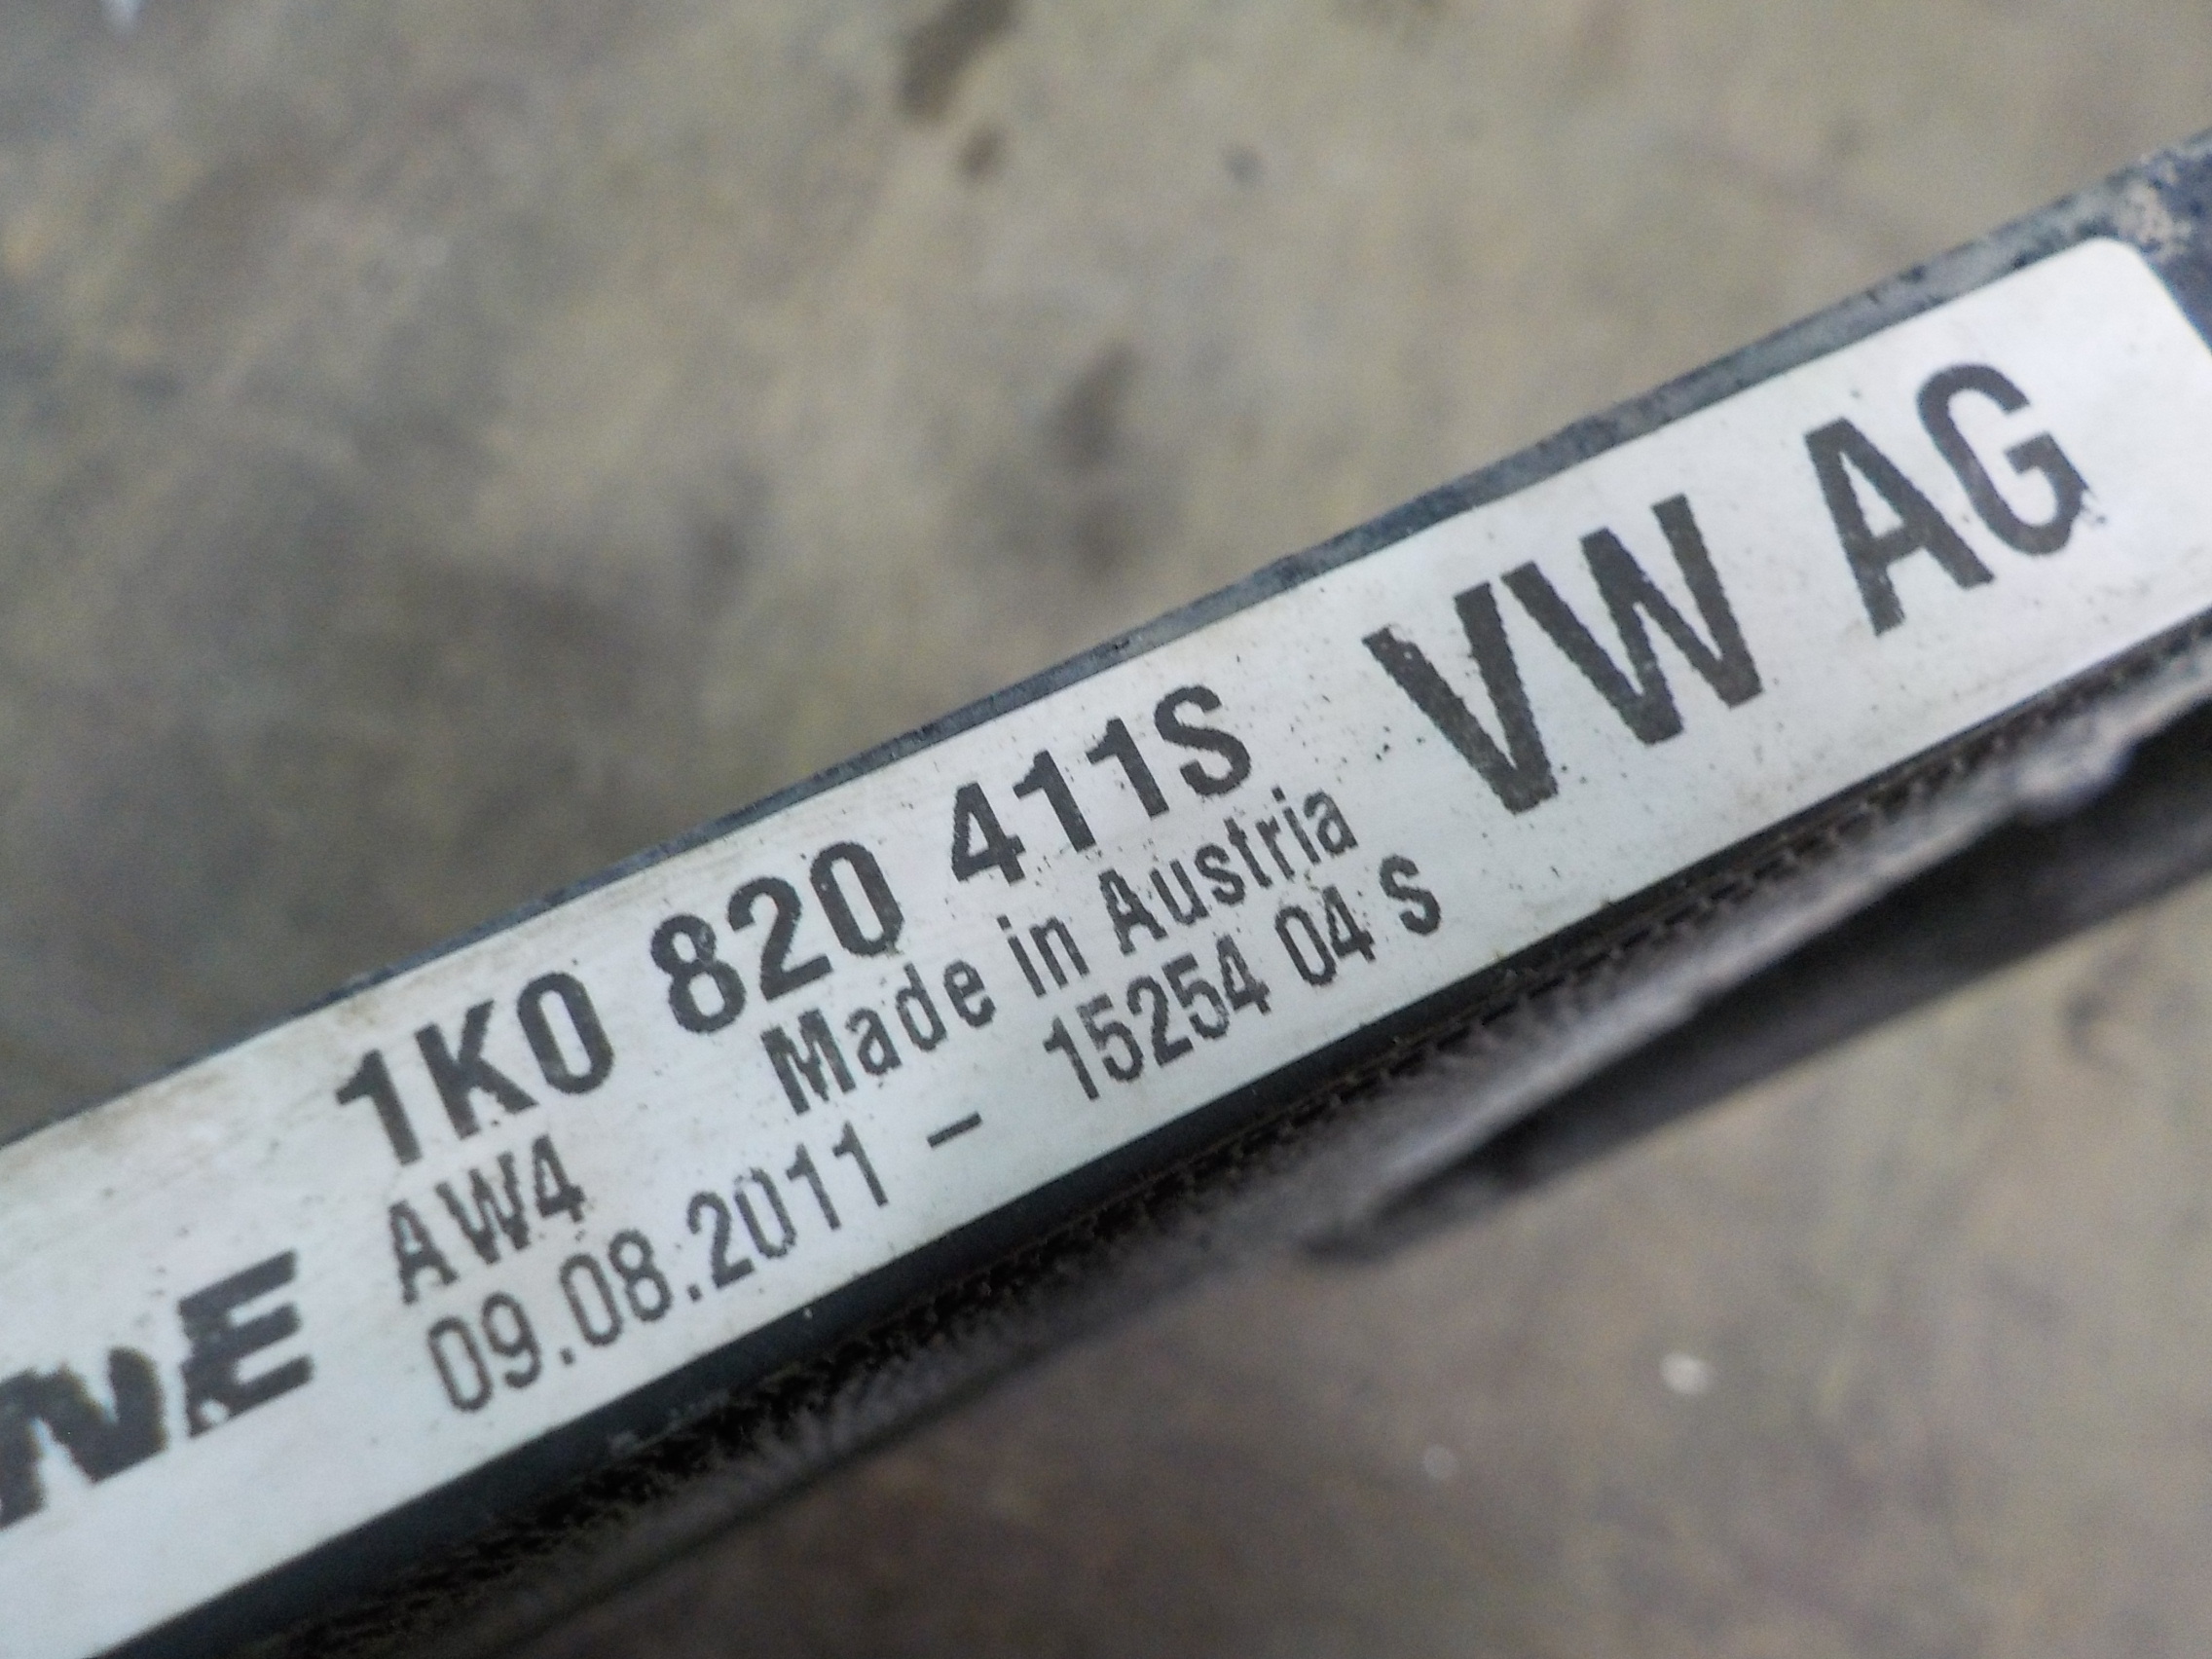 1K0 820 411S
VW AG
Made in Austria
AW4
09.08.2011 – 15254 04 S